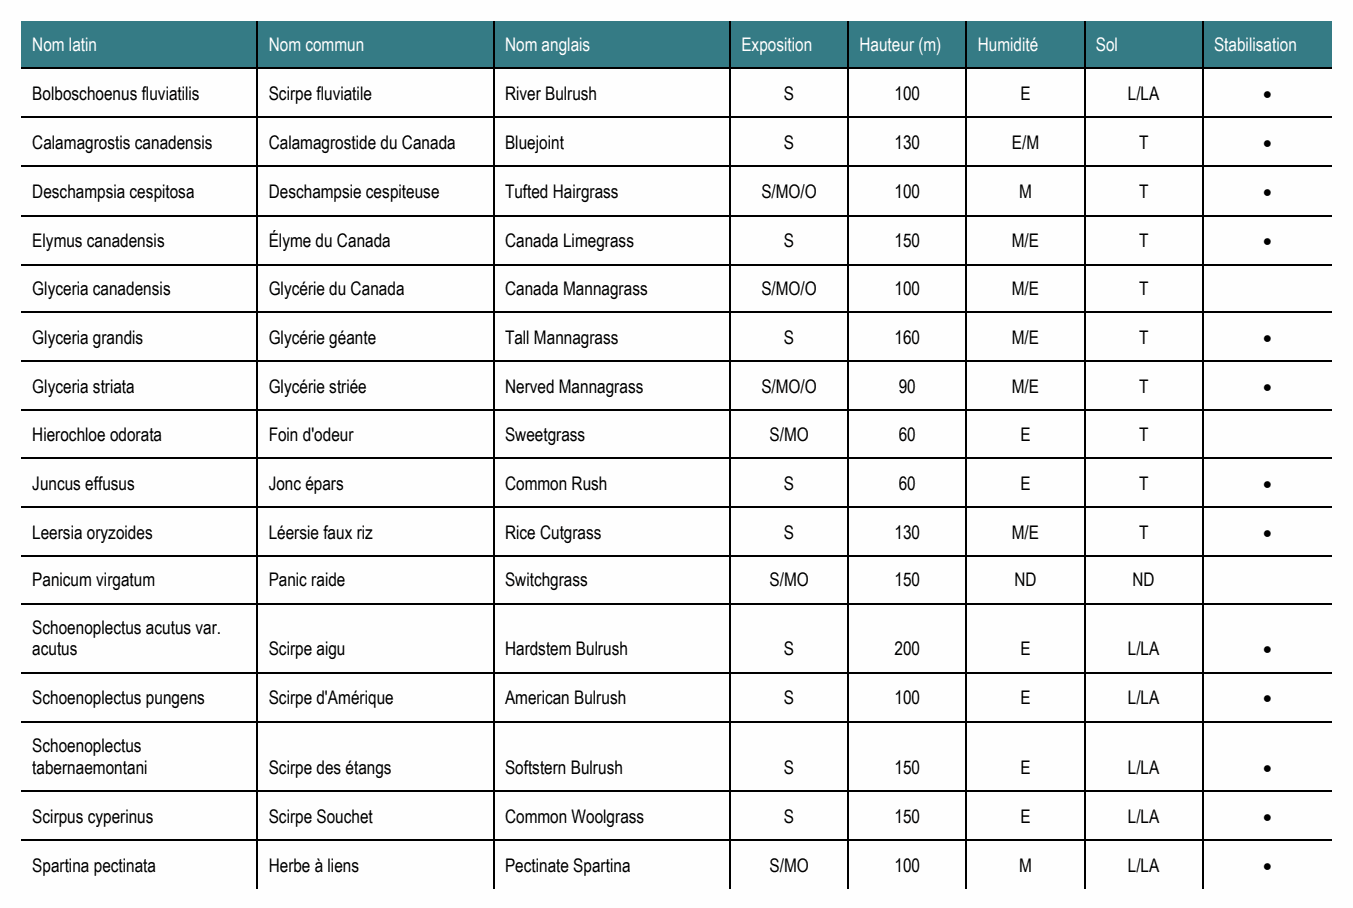 Nom latin Nom commun Nom anglais Exposition Hauteur (m) Humidité Sol Stabilisation
Bolboschoenus fluviatilis Scirpe fluviatile River Bulrush S 100 E L/LA •
Calamagrostis canadensis Calamagrostide du Canada Bluejoint S 130 E/M T •
Deschampsia cespitosa Deschampsie cespiteuse Tufted Hairgrass S/MO/O 100 M T •
Elymus canadensis Élyme du Canada Canada Limegrass S 150 M/E T •
Glyceria canadensis Glycérie du Canada Canada Mannagrass S/MO/O 100 M/E T
Glyceria grandis Glycérie géante Tall Mannagrass S 160 M/E T •
Glyceria striata Glycérie striée Nerved Mannagrass S/MO/O 90 M/E T •
Hierochloe odorata Foin d'odeur Sweetgrass S/MO 60 E T
Juncus effusus Jonc épars Common Rush S 60 E T •
Leersia oryzoides Léersie faux riz Rice Cutgrass S 130 M/E T •
Panicum virgatum Panic raide Switchgrass S/MO 150 ND ND
Schoenoplectus acutus var.
acutus Scirpe aigu Hardstem Bulrush S 200 E L/LA •
Schoenoplectus pungens Scirpe d'Amérique American Bulrush S 100 E L/LA •
Schoenoplectus
tabernaemontani Scirpe des étangs Softstern Bulrush S 150 E L/LA •
Scirpus cyperinus Scirpe Souchet Common Woolgrass S 150 E L/LA •
Spartina pectinata Herbe à liens Pectinate Spartina S/MO 100 M L/LA •